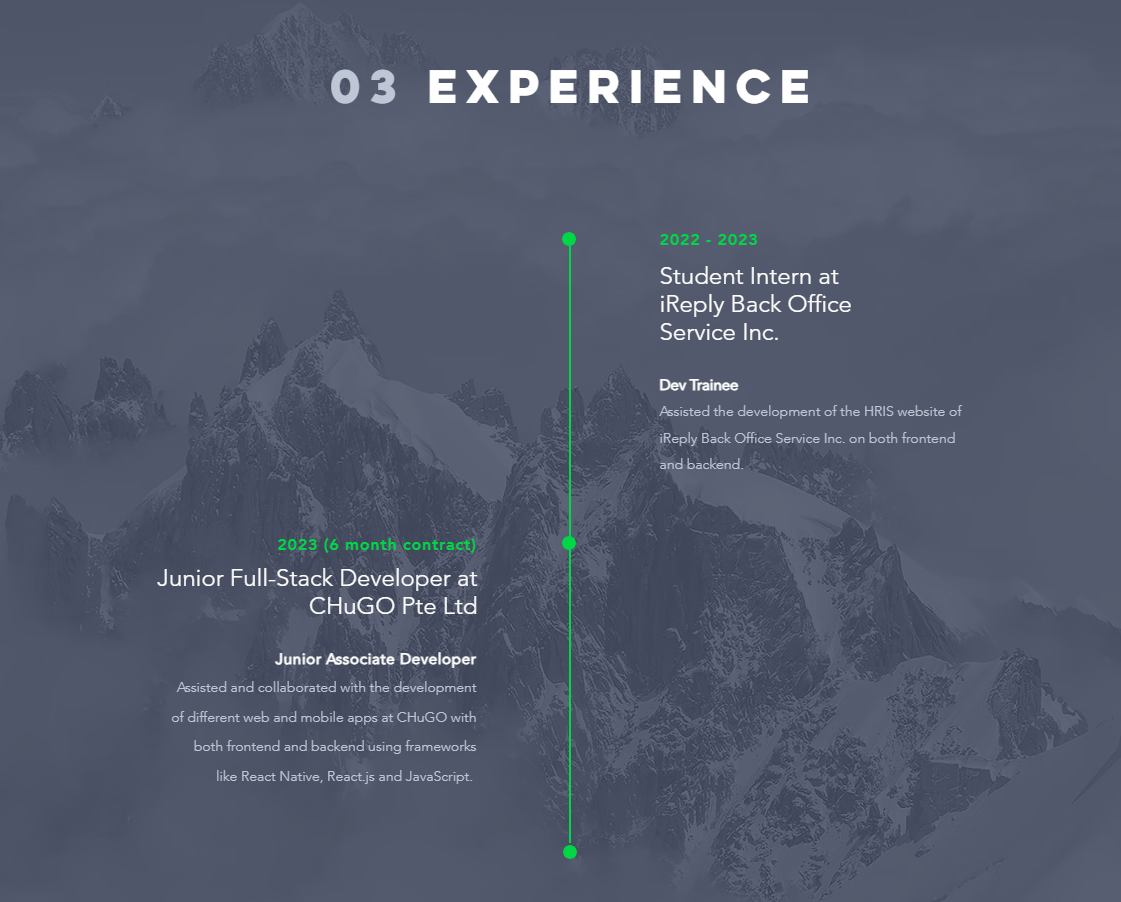 03 EXPERIENCE
2022 - 2023
Student Intern at
iReply Back Office
Service Inc.
Dev Trainee
Assisted the development of the HRIS website of
iReply Back Office Service Inc. on both frontend
and backend.
2023 (6 month contract)
Junior Full-Stack Developer at
CHuGO Pte Ltd
Junior Associate Developer
Assisted and collaborated with the development
of different web and mobile apps at CHuGO with
both frontend and backend using frameworks
like React Native, React.js and JavaScript.